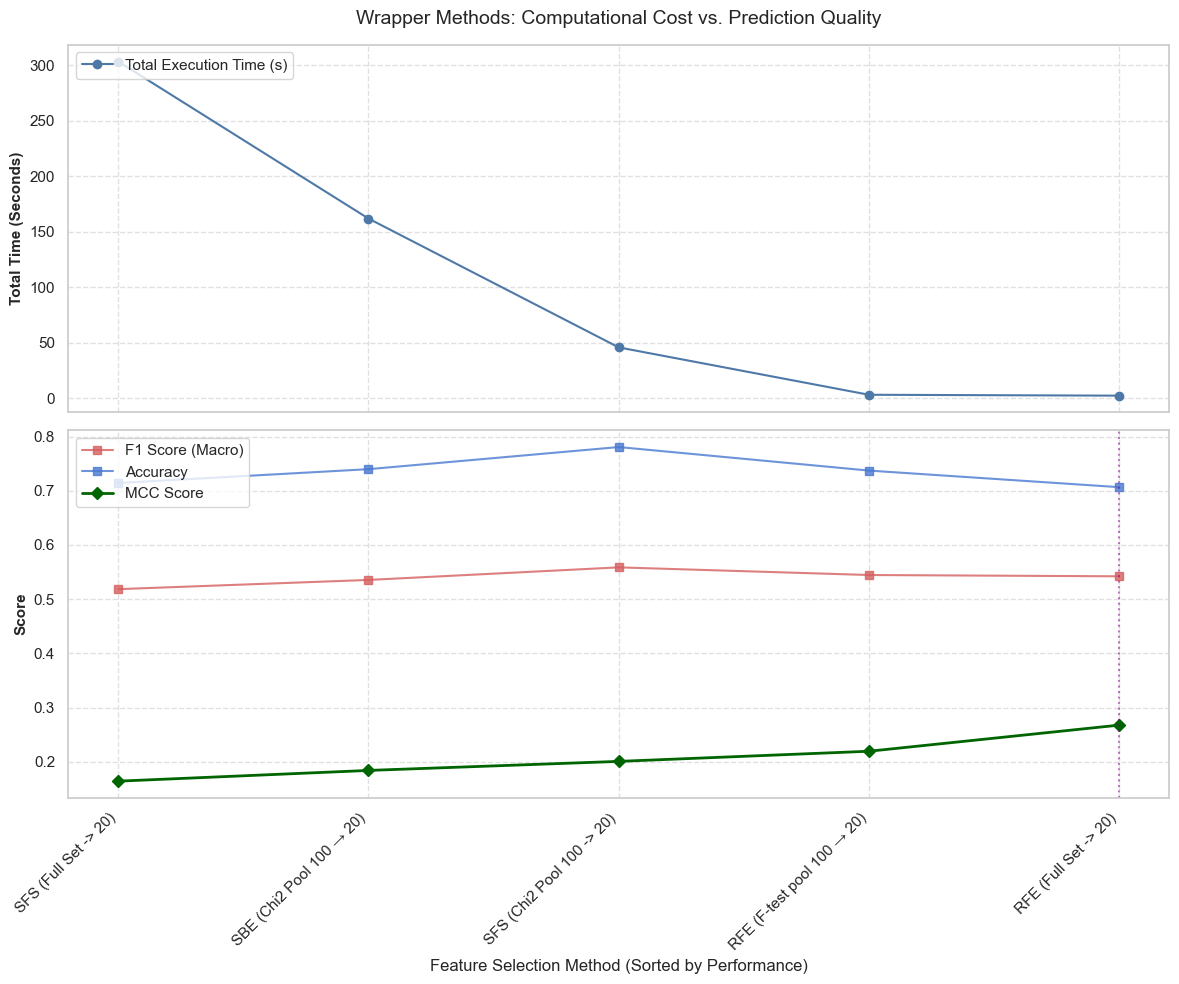 Wrapper Methods: Computational Cost vs. Prediction Quality
Total Time (Seconds)
300
250
200
150
100
50
0
Total Execution Time (s)
Score
0.8
0.7
0.6
0.5
0.4
0.3
0.2
F1 Score (Macro)
Accuracy
MCC Score
SFS (Full Set -> 20)
SBE (Chi2 Pool 100 → 20)
SFS (Chi2 Pool 100 -> 20)
RFE (F-test pool 100 → 20)
RFE (Full Set -> 20)
Feature Selection Method (Sorted by Performance)